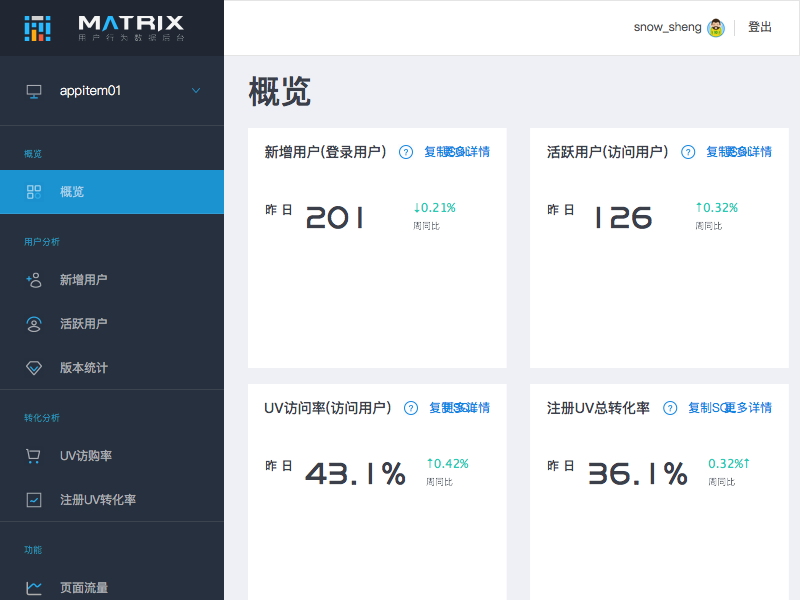 MATRIX
用户行为数据后台
snow_sheng 登出
appitem01
概览
概览
用户分析
新增用户
活跃用户
版本统计
转化分析
UV访购率
注册UV转化率
功能
页面流量
概览
新增用户(登录用户) ? 复制SQL 更多详情
昨日 201 ↓0.21%
周同比
活跃用户(访问用户) ? 复制SQL 更多详情
昨日 126 ↑0.32%
周同比
UV访问率(访问用户) ? 复制SQL 更多详情
昨日 43.1% ↑0.42%
周同比
注册UV总转化率 ? 复制SQL 更多详情
昨日 36.1% 0.32%↑
周同比